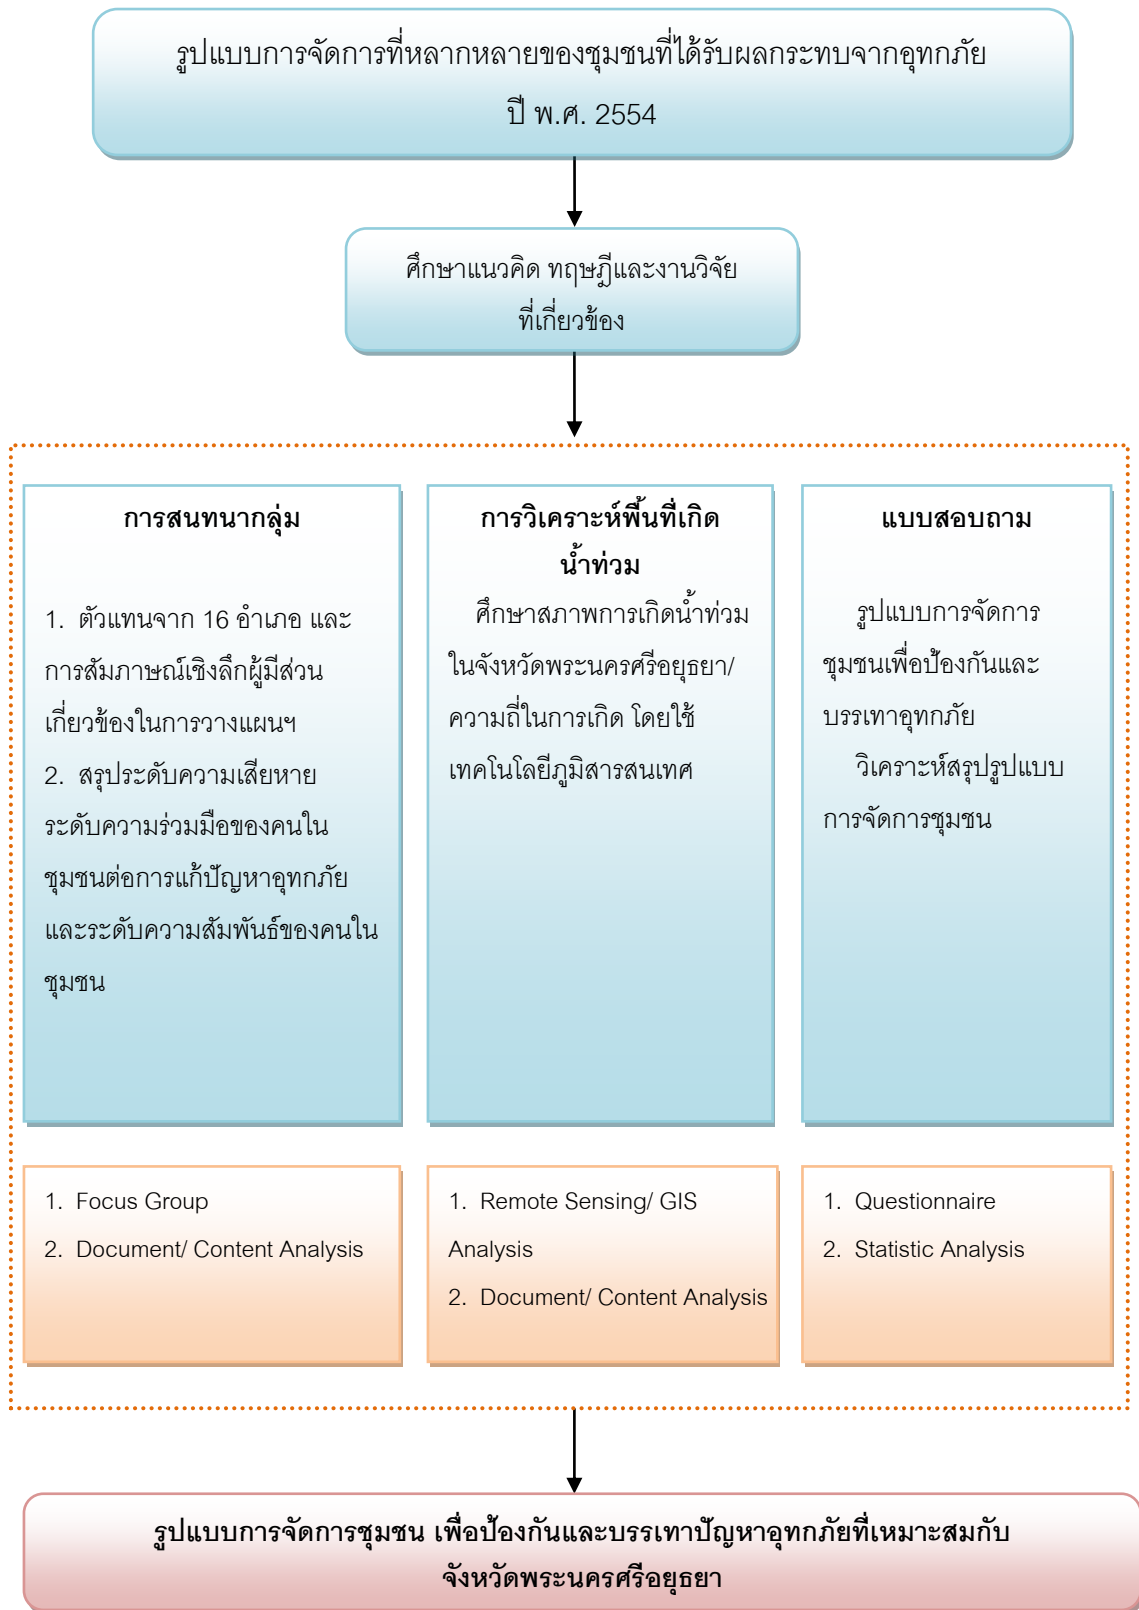 รูปแบบการจัดการที่หลากหลายของชุมชนที่ได้รับผลกระทบจากอุทกภัย
ปี พ.ศ. 2554
ศึกษาแนวคิด ทฤษฎีและงานวิจัย
ที่เกี่ยวข้อง
การสนทนากลุ่ม
1. ตัวแทนจาก 16 อำเภอ และ
การสัมภาษณ์เชิงลึกผู้มีส่วน
เกี่ยวข้องในการวางแผนฯ
2. สรุประดับความเสียหาย
ระดับความร่วมมือของคนใน
ชุมชนต่อการแก้ปัญหาอุทกภัย
และระดับความสัมพันธ์ของคนใน
ชุมชน
การวิเคราะห์พื้นที่เกิด
น้ำท่วม
ศึกษาสภาพการเกิดน้ำท่วม
ในจังหวัดพระนครศรีอยุธยา/
ความถี่ในการเกิด โดยใช้
เทคโนโลยีภูมิสารสนเทศ
แบบสอบถาม
รูปแบบการจัดการ
ชุมชนเพื่อป้องกันและ
บรรเทาอุทกภัย
วิเคราะห์สรุปรูปแบบ
การจัดการชุมชน
1. Focus Group
2. Document/ Content Analysis
1. Remote Sensing/ GIS
Analysis
2. Document/ Content Analysis
1. Questionnaire
2. Statistic Analysis
รูปแบบการจัดการชุมชน เพื่อป้องกันและบรรเทาปัญหาอุทกภัยที่เหมาะสมกับ
จังหวัดพระนครศรีอยุธยา